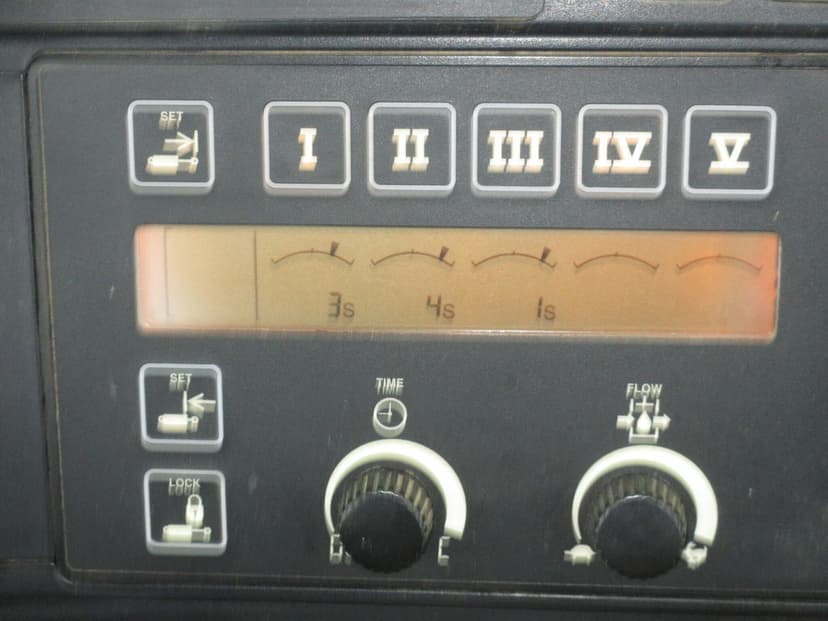 SET I II III IV V
3s 4s 1s
SET TIME FLOW
LOCK